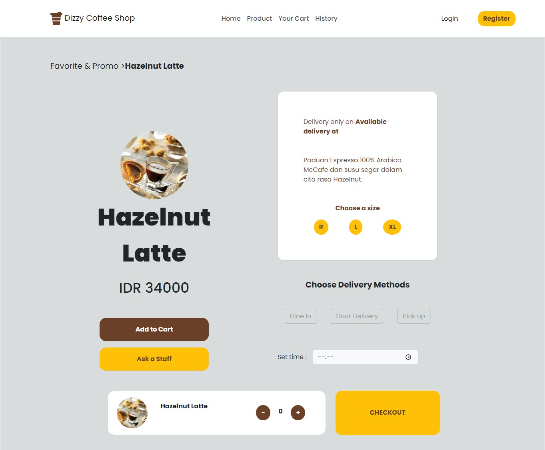 Dizzy Coffee Shop
Home Product Your Cart History
Login
Register
Favorite & Promo >Hazelnut Latte
Hazelnut
Latte
IDR 34000
Add to Cart
Ask a Staff
Delivery only on Available
delivery at
Paduan Espresso 100% Arabica
McCafe dan susu segar dalam
cita rasa Hazelnut.
Choose a size
R L XL
Choose Delivery Methods
Dine In Door Delivery Pick up
Set time : --:--
Hazelnut Latte
- 0 +
CHECKOUT